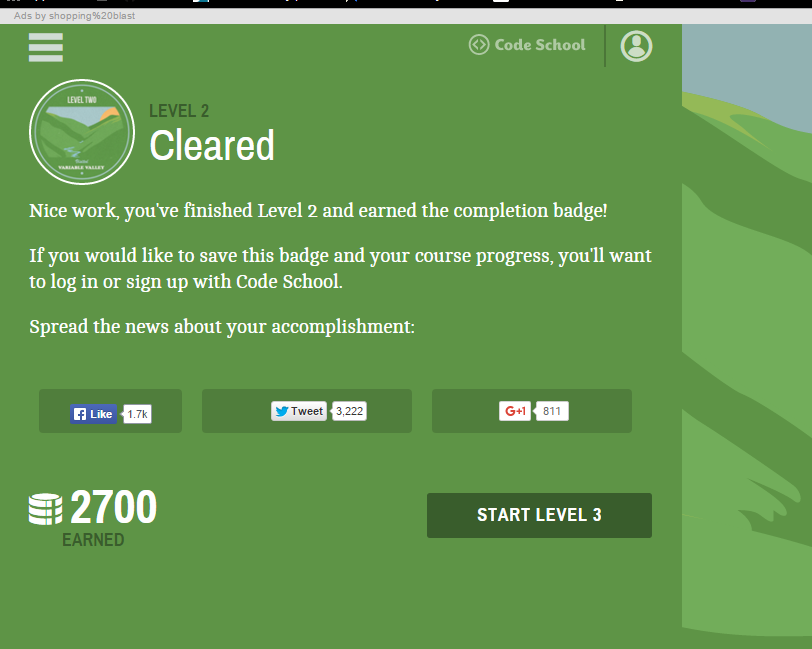 Ads by shopping%20blast
Code School
LEVEL TWO
LEVEL 2
Cleared
VARIABLE VALLEY
Nice work, you've finished Level 2 and earned the completion badge!
If you would like to save this badge and your course progress, you'll want
to log in or sign up with Code School.
Spread the news about your accomplishment:
Like 1.7k Tweet 3,222 G+1 811
2700
EARNED
START LEVEL 3